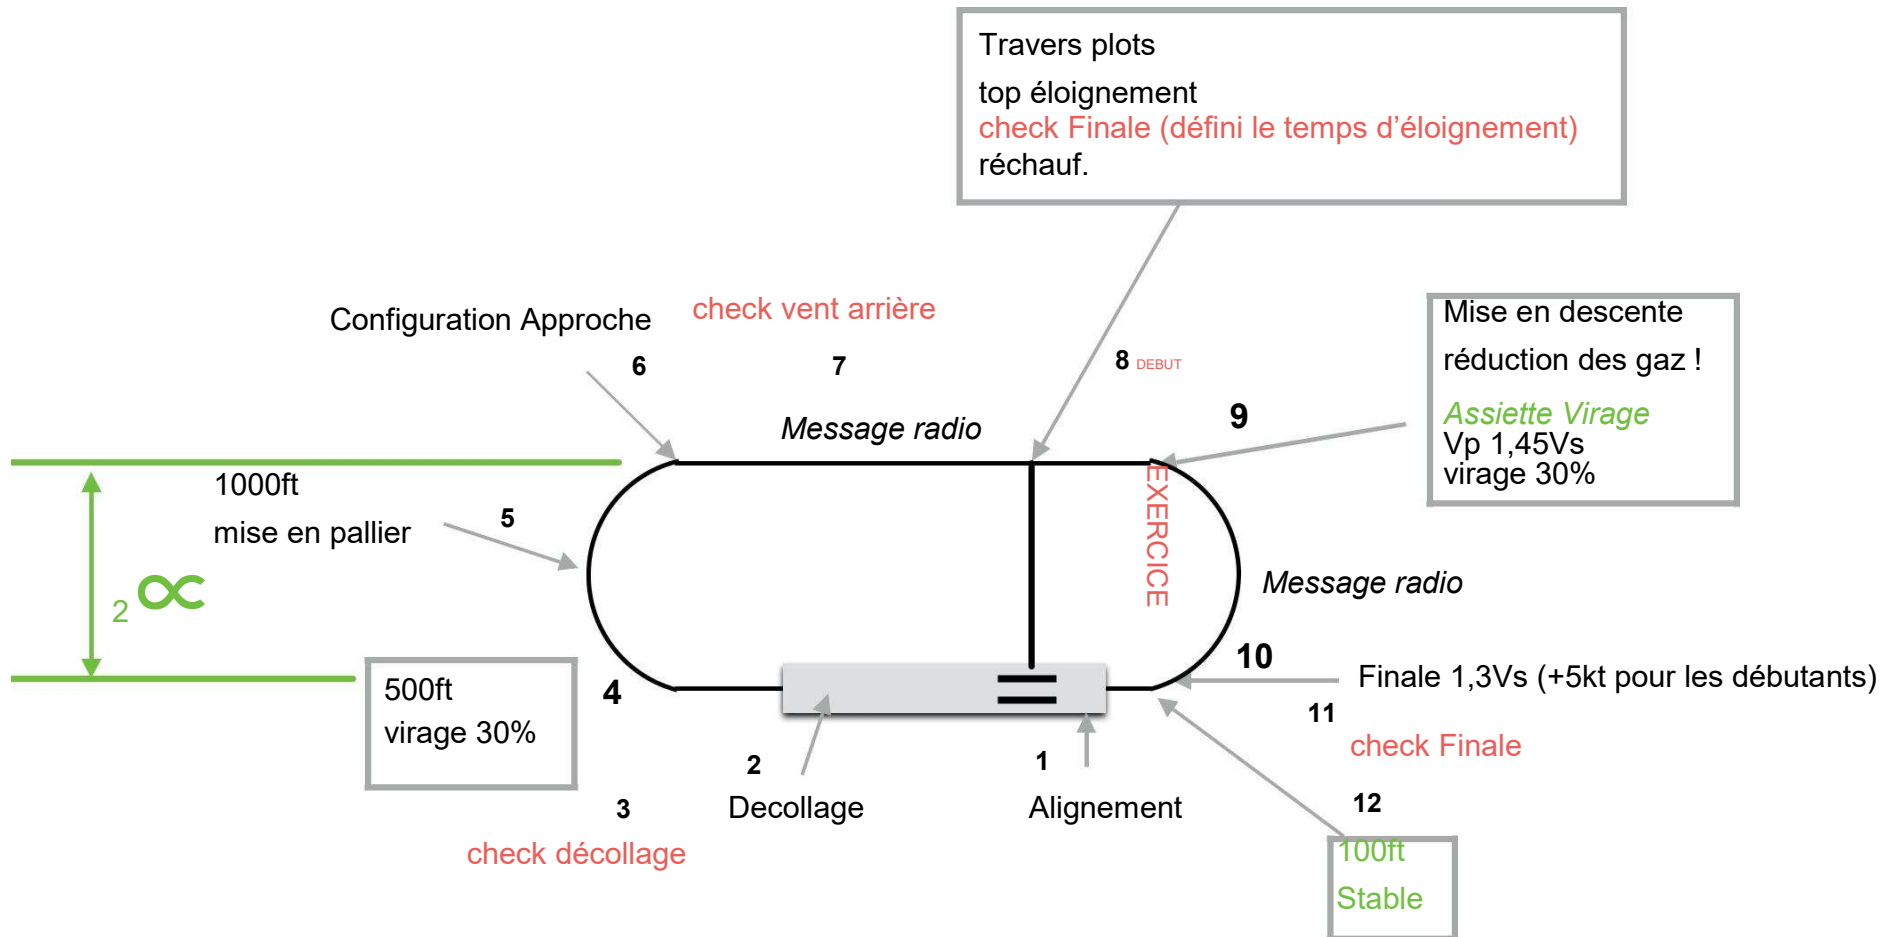 Travers plots
top éloignement
check Finale (défini le temps d’éloignement)
réchauf.
Configuration Approche
check vent arrière
6
7
8 DEBUT
Message radio
9
Mise en descente
réduction des gaz !
Assiette Virage
Vp 1,45Vs
virage 30%
1000ft
mise en pallier
5
EXERCICE
Message radio
2 ∝
500ft
virage 30%
4
10
Finale 1,3Vs (+5kt pour les débutants)
11
check Finale
2
Decollage
1
Alignement
3
check décollage
12
100ft
Stable